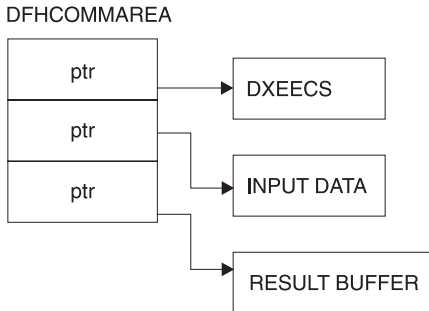 DFHCOMMAREA
ptr
DXEECS
ptr
INPUT DATA
ptr
RESULT BUFFER